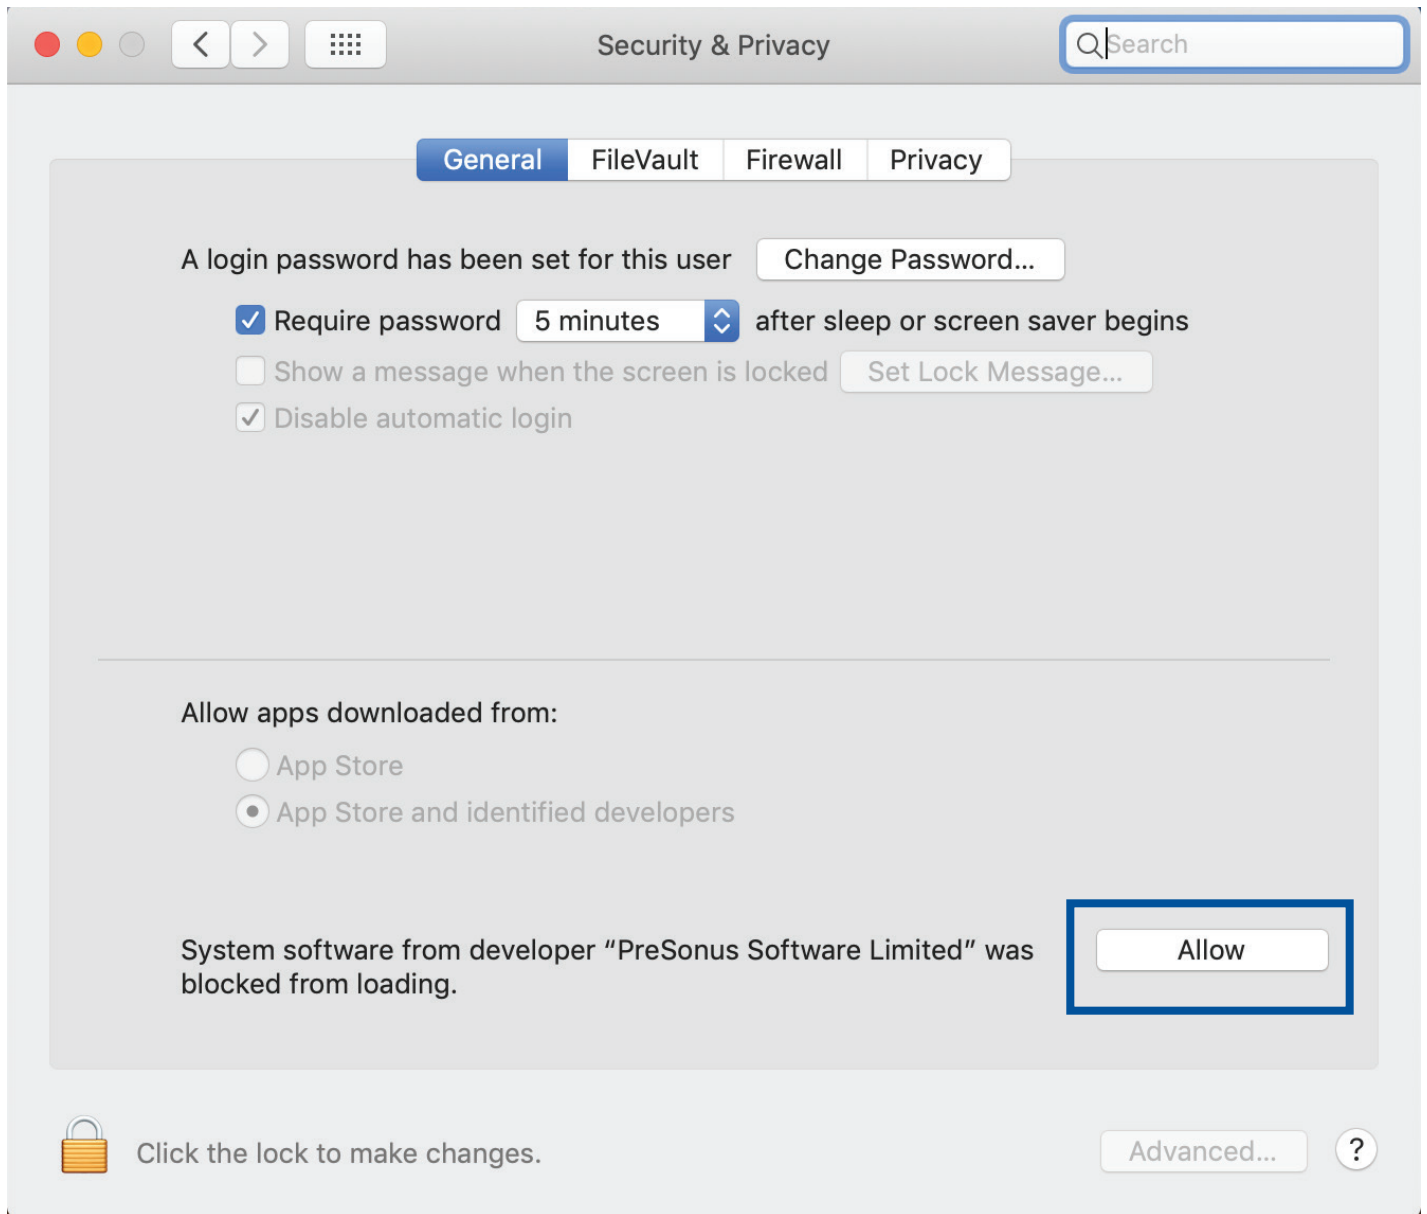 Security & Privacy
Search
General FileVault Firewall Privacy
A login password has been set for this user Change Password...
Require password 5 minutes after sleep or screen saver begins
Show a message when the screen is locked Set Lock Message...
Disable automatic login
Allow apps downloaded from:
App Store
App Store and identified developers
System software from developer “PreSonus Software Limited” was Allow
blocked from loading.
Click the lock to make changes. Advanced... ?